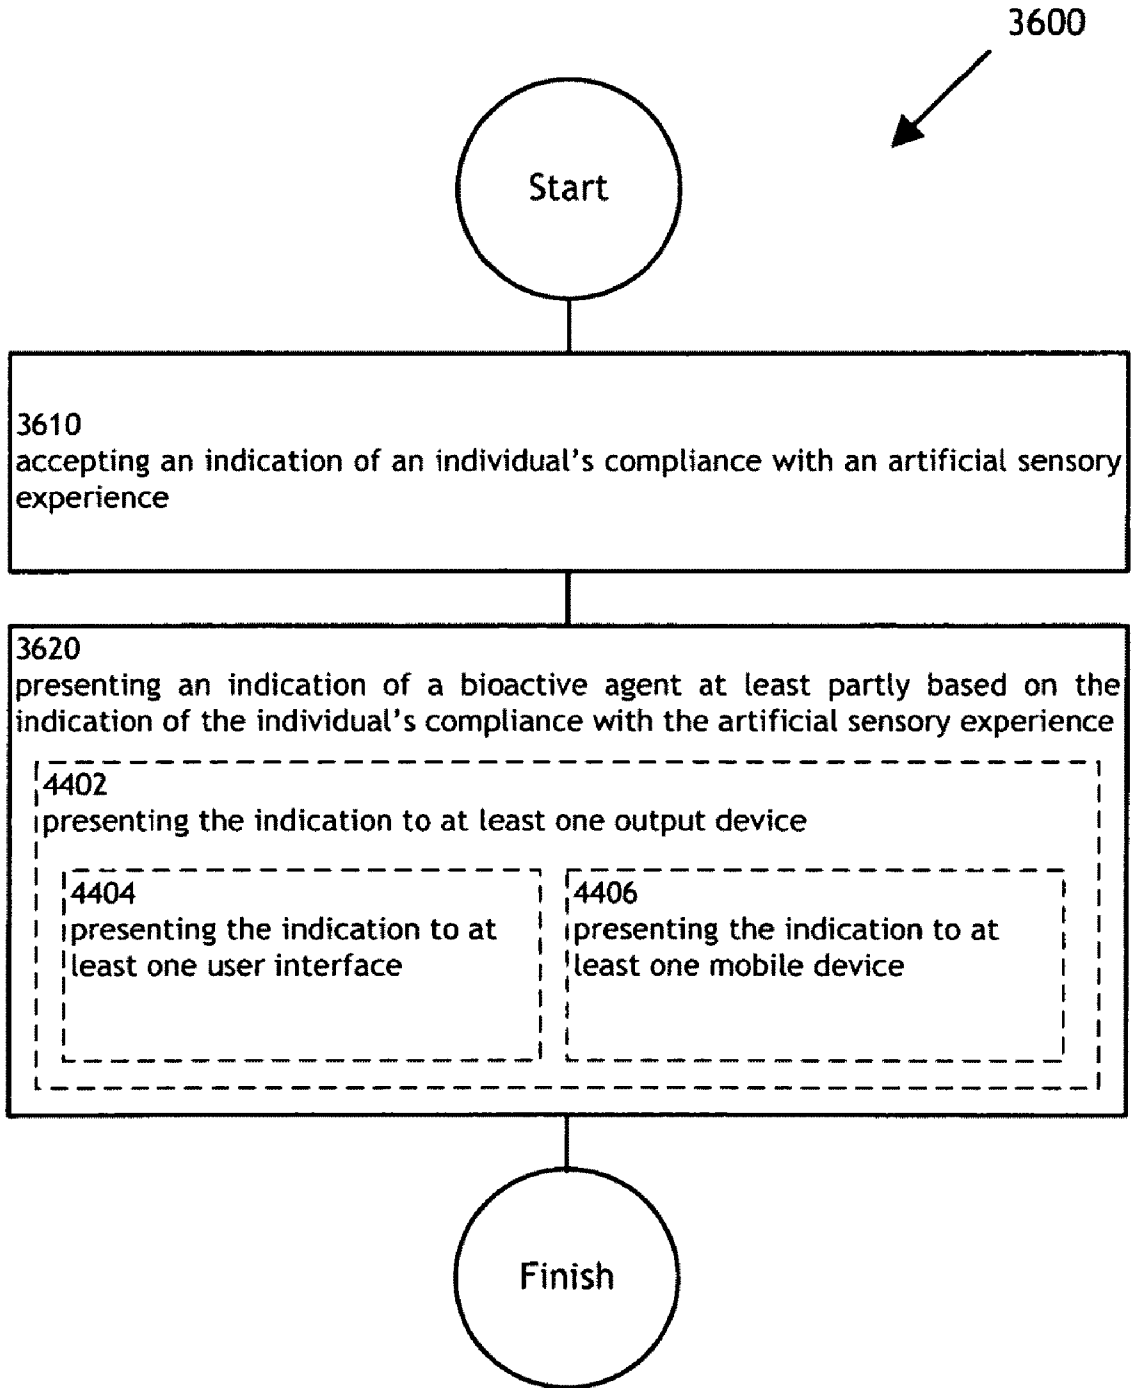 3600
Start
3610
accepting an indication of an individual's compliance with an artificial sensory
experience
3620
presenting an indication of a bioactive agent at least partly based on the
indication of the individual's compliance with the artificial sensory experience
4402
presenting the indication to at least one output device
4404
presenting the indication to at
least one user interface
4406
presenting the indication to at
least one mobile device
Finish